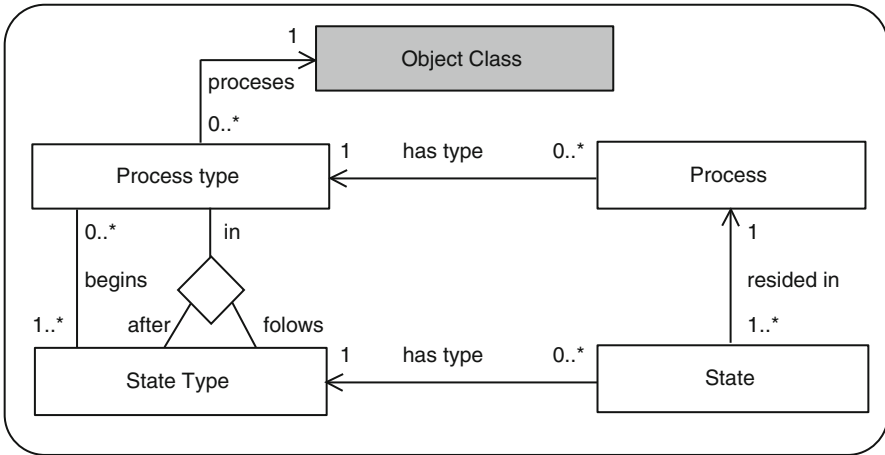 1
Object Class
proceses
0..*
Process type
1 has type 0..*
Process
0..* in
1
begins
resided in
1..* after folows
1..*
State Type
1 has type 0..*
State